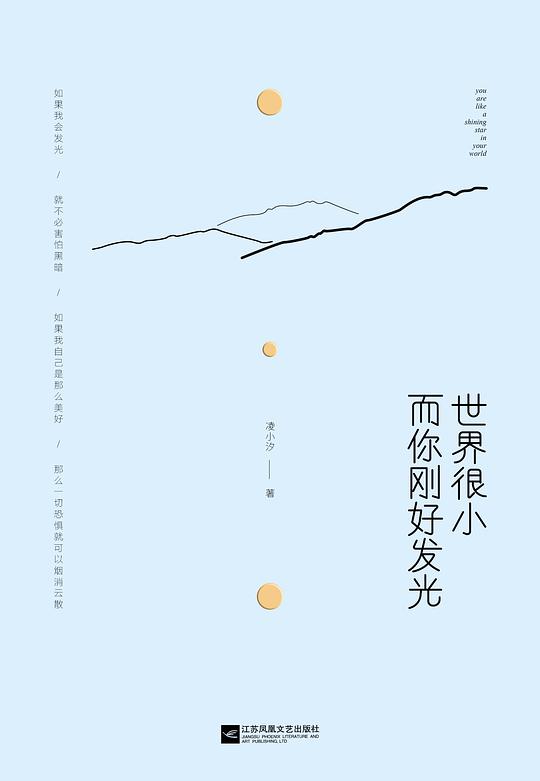 you
are
like
a
shining
star
in
your
world
世界很小
而你刚好发光
凌小汐——著
如果我会发光 / 就不必害怕黑暗 / 如果我自己是那么美好 / 那么一切恐惧就可以烟消云散
江苏凤凰文艺出版社
JIANGSU PHOENIX LITERATURE AND
ART PUBLISHING, LTD